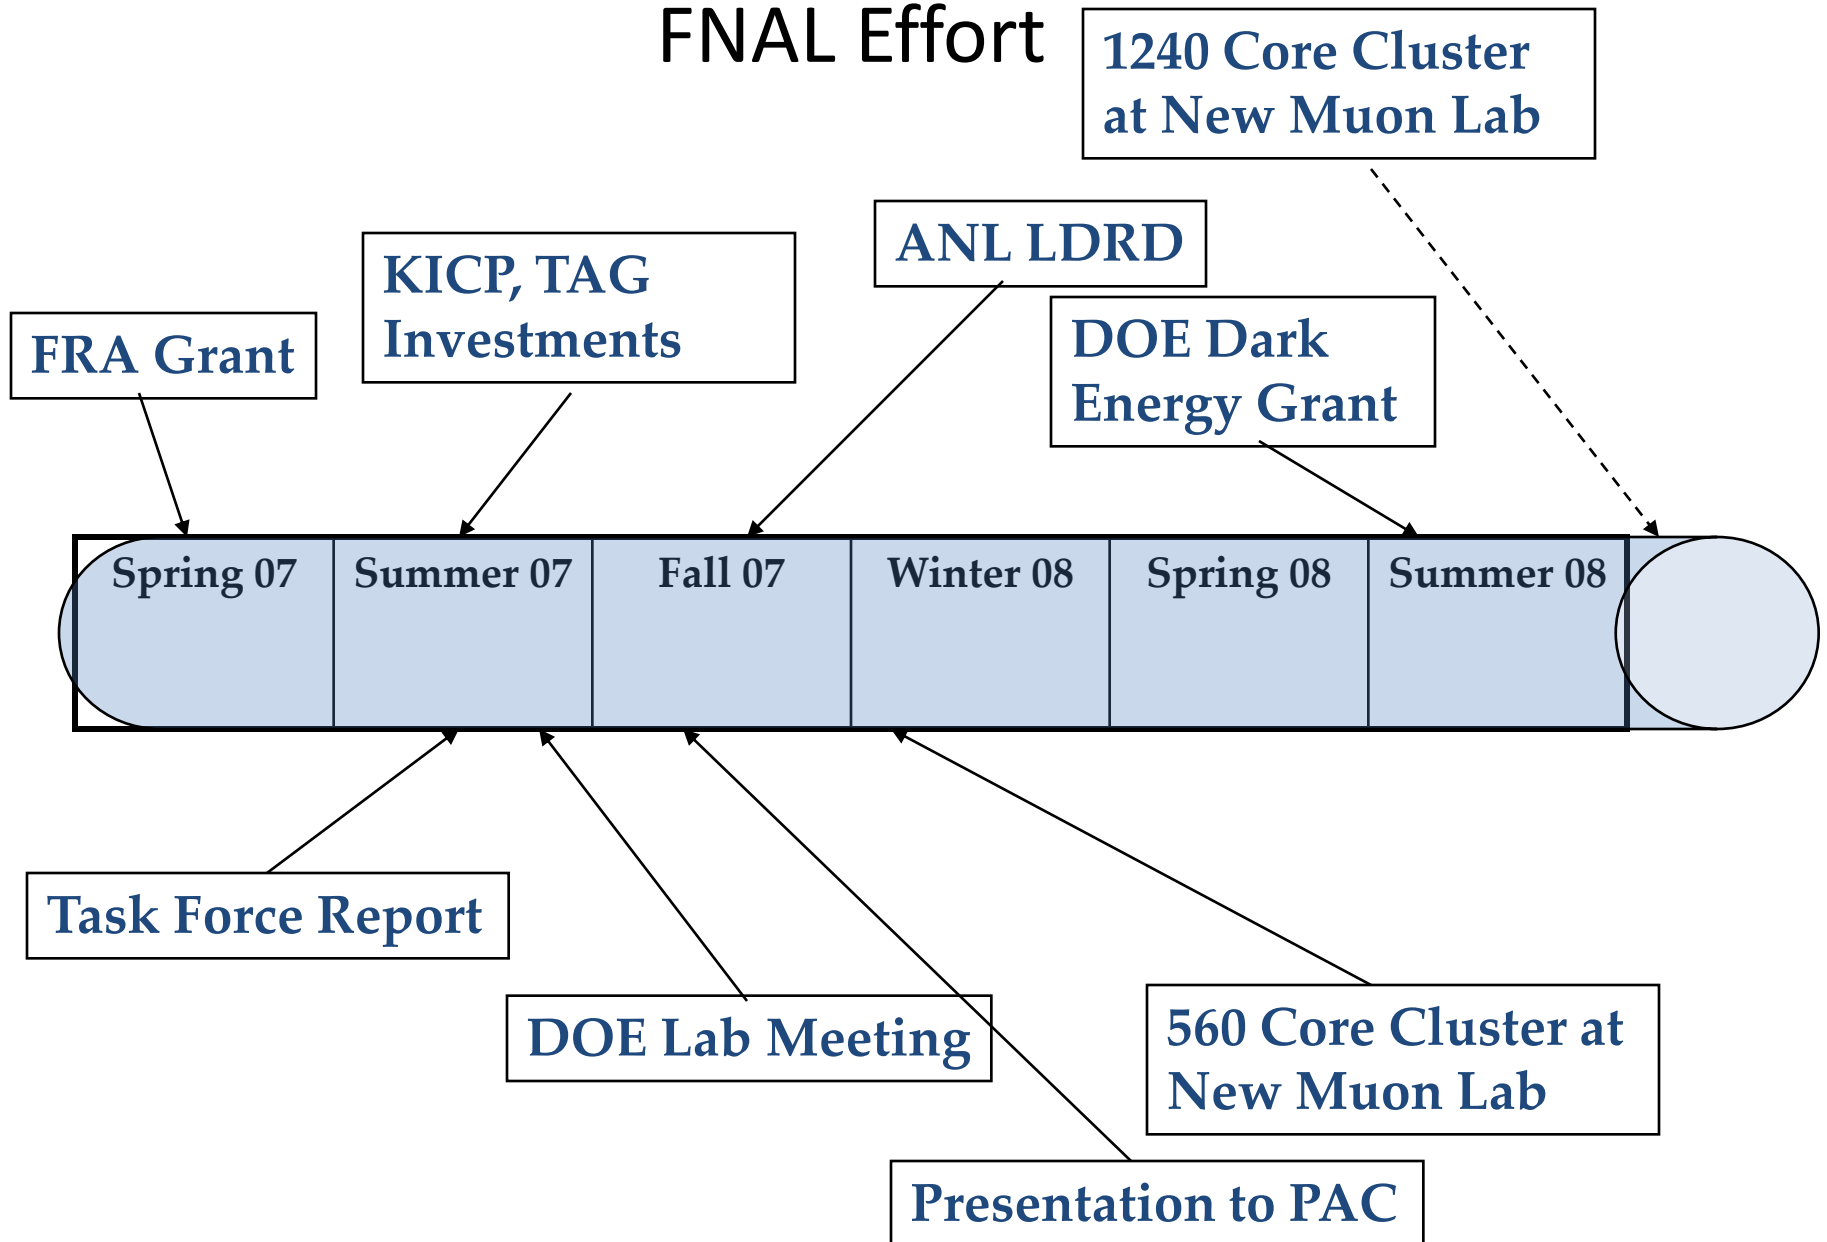 FNAL Effort
1240 Core Cluster
at New Muon Lab
ANL LDRD
KICP, TAG
Investments
DOE Dark
Energy Grant
FRA Grant
Spring 07
Summer 07
Fall 07
Winter 08
Spring 08
Summer 08
Task Force Report
DOE Lab Meeting
560 Core Cluster at
New Muon Lab
Presentation to PAC